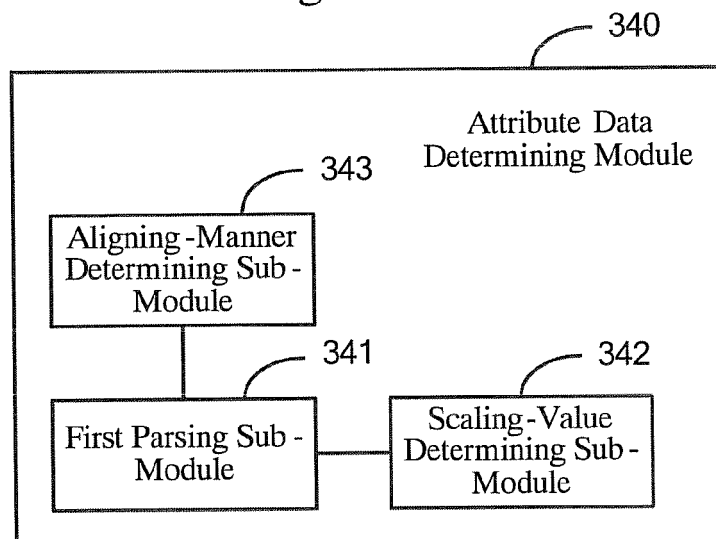 340
Attribute Data
Determining Module
343
Aligning-Manner
Determining Sub-
Module
341
342
First Parsing Sub-
Module
Scaling-Value
Determining Sub-
Module